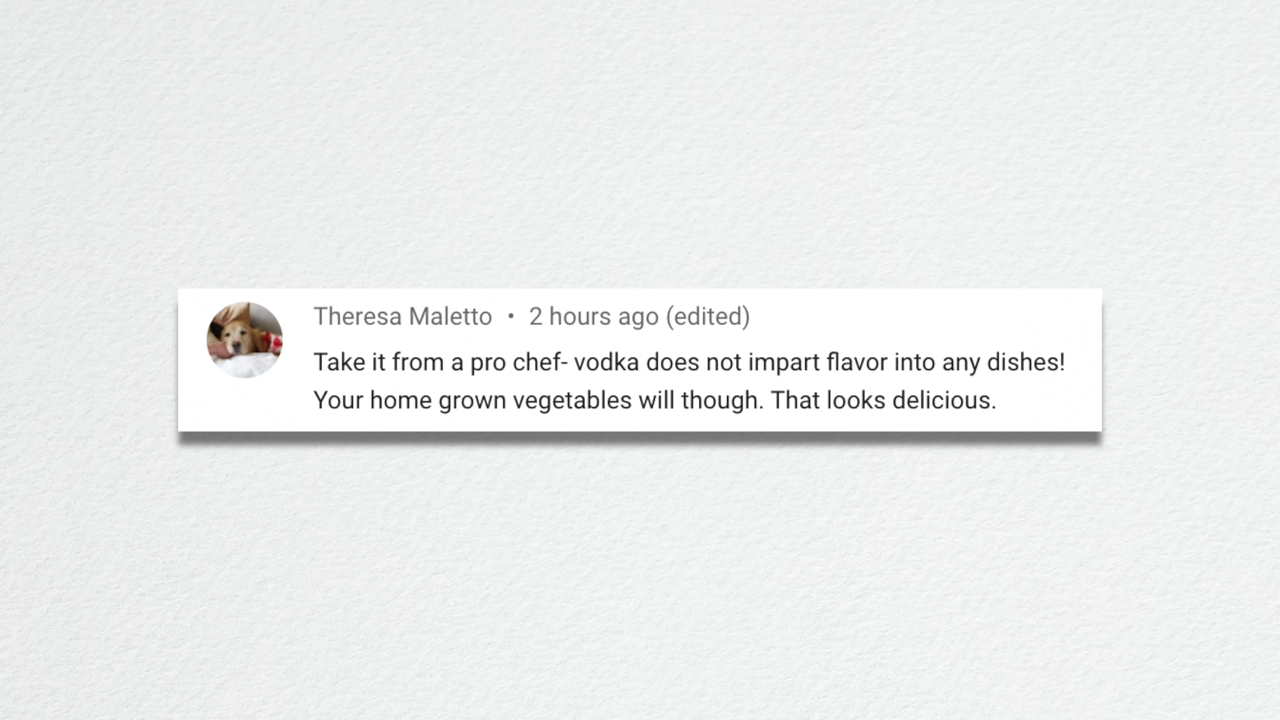 Theresa Maletto • 2 hours ago (edited)
Take it from a pro chef- vodka does not impart flavor into any dishes!
Your home grown vegetables will though. That looks delicious.